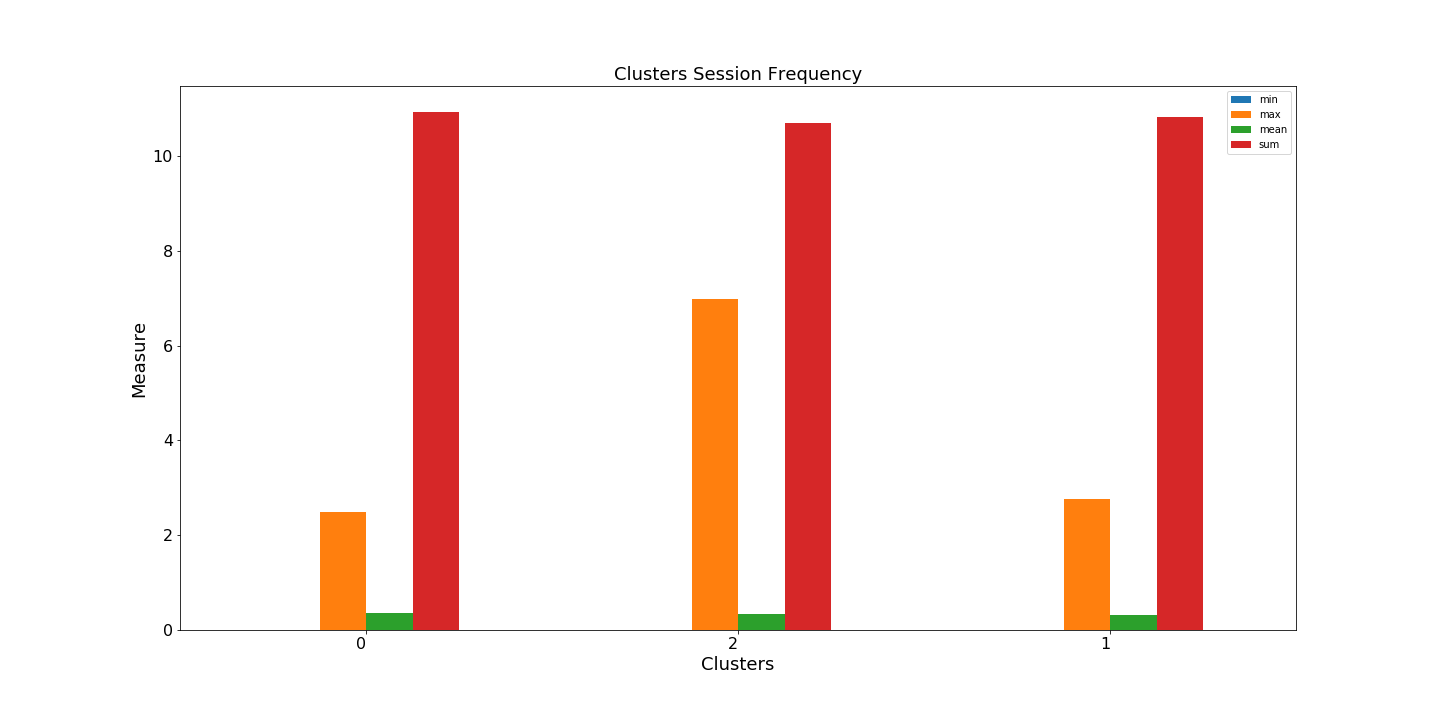 Clusters Session Frequency
min
max
mean
sum
10
8
6
4
2
0
Measure
0 2 1
Clusters